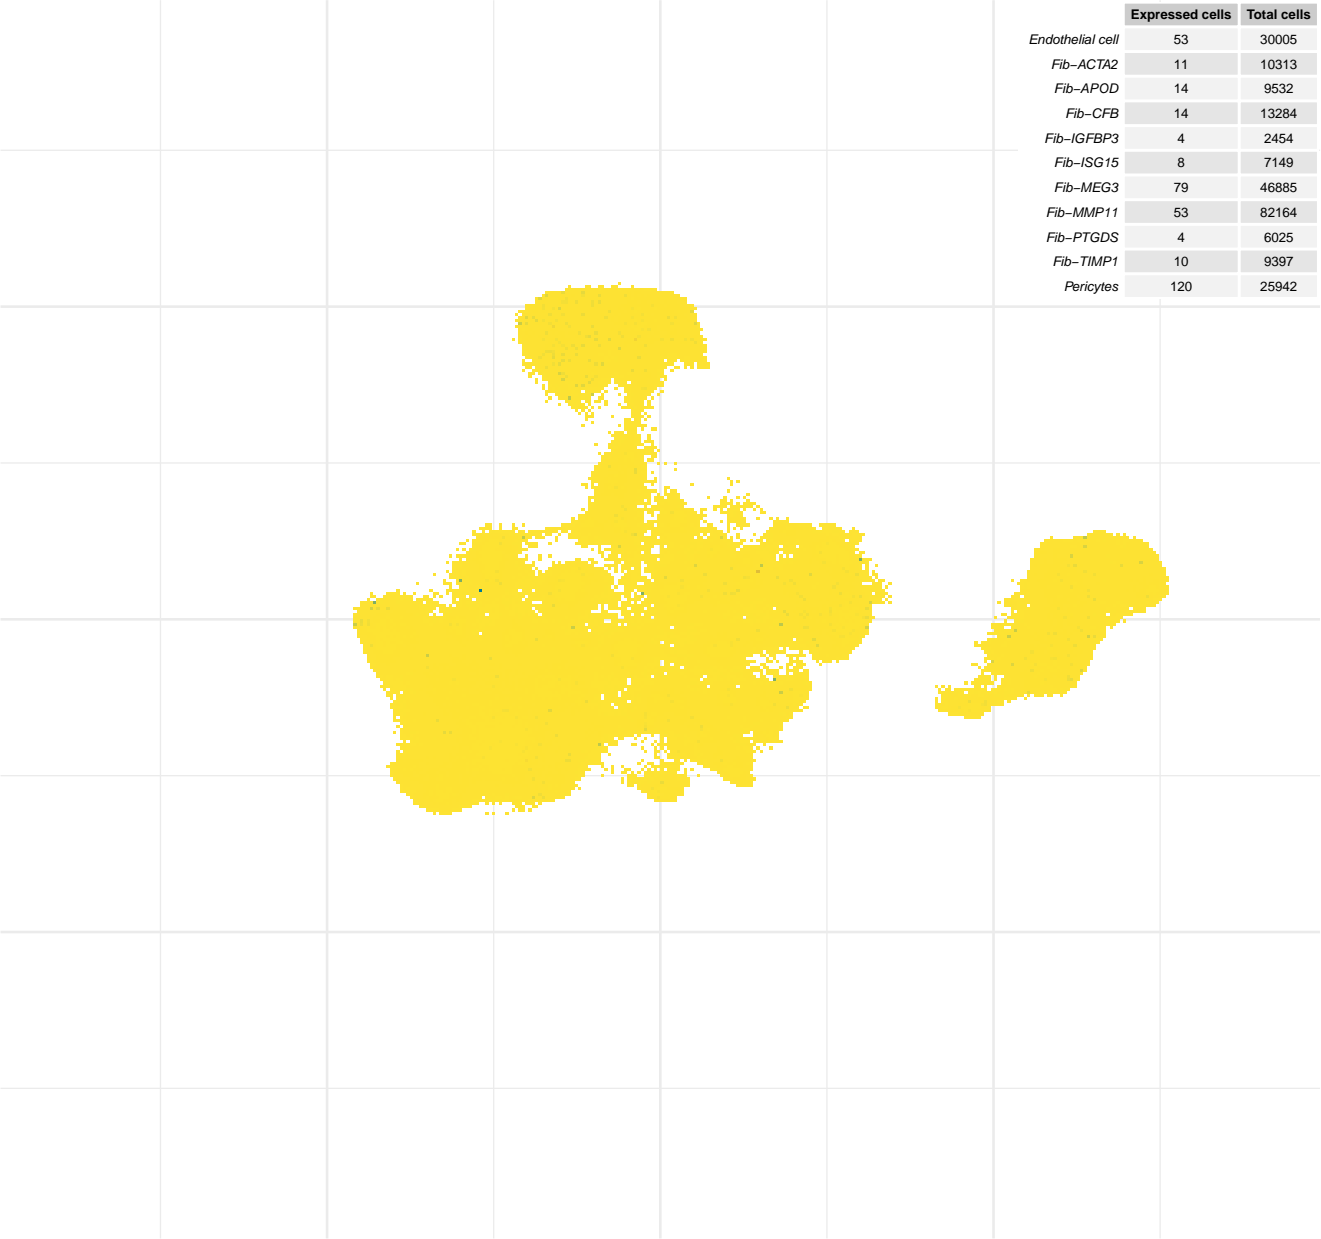 Expressed cells Total cells
Endothelial cell 53 30005
Fib−ACTA2 11 10313
Fib−APOD 14 9532
Fib−CFB 14 13284
Fib−IGFBP3 4 2454
Fib−ISG15 8 7149
Fib−MEG3 79 46885
Fib−MMP11 53 82164
Fib−PTGDS 4 6025
Fib−TIMP1 10 9397
Pericytes 120 25942